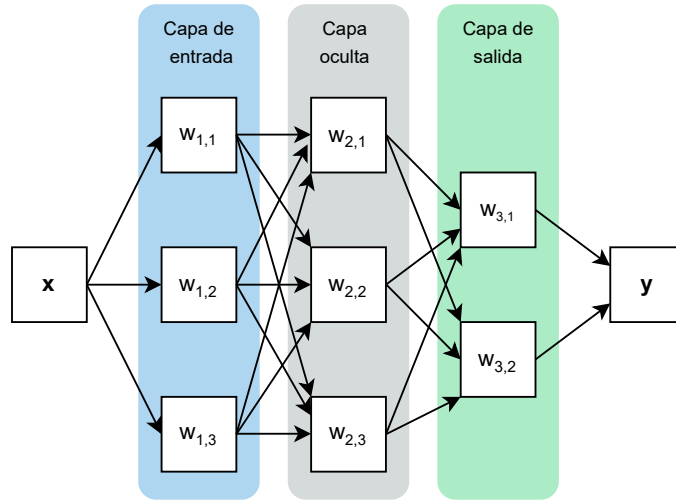 Capa de
entrada
Capa
oculta
Capa de
salida
w1,1
w2,1
w3,1
x
w1,2
w2,2
y
w3,2
w1,3
w2,3